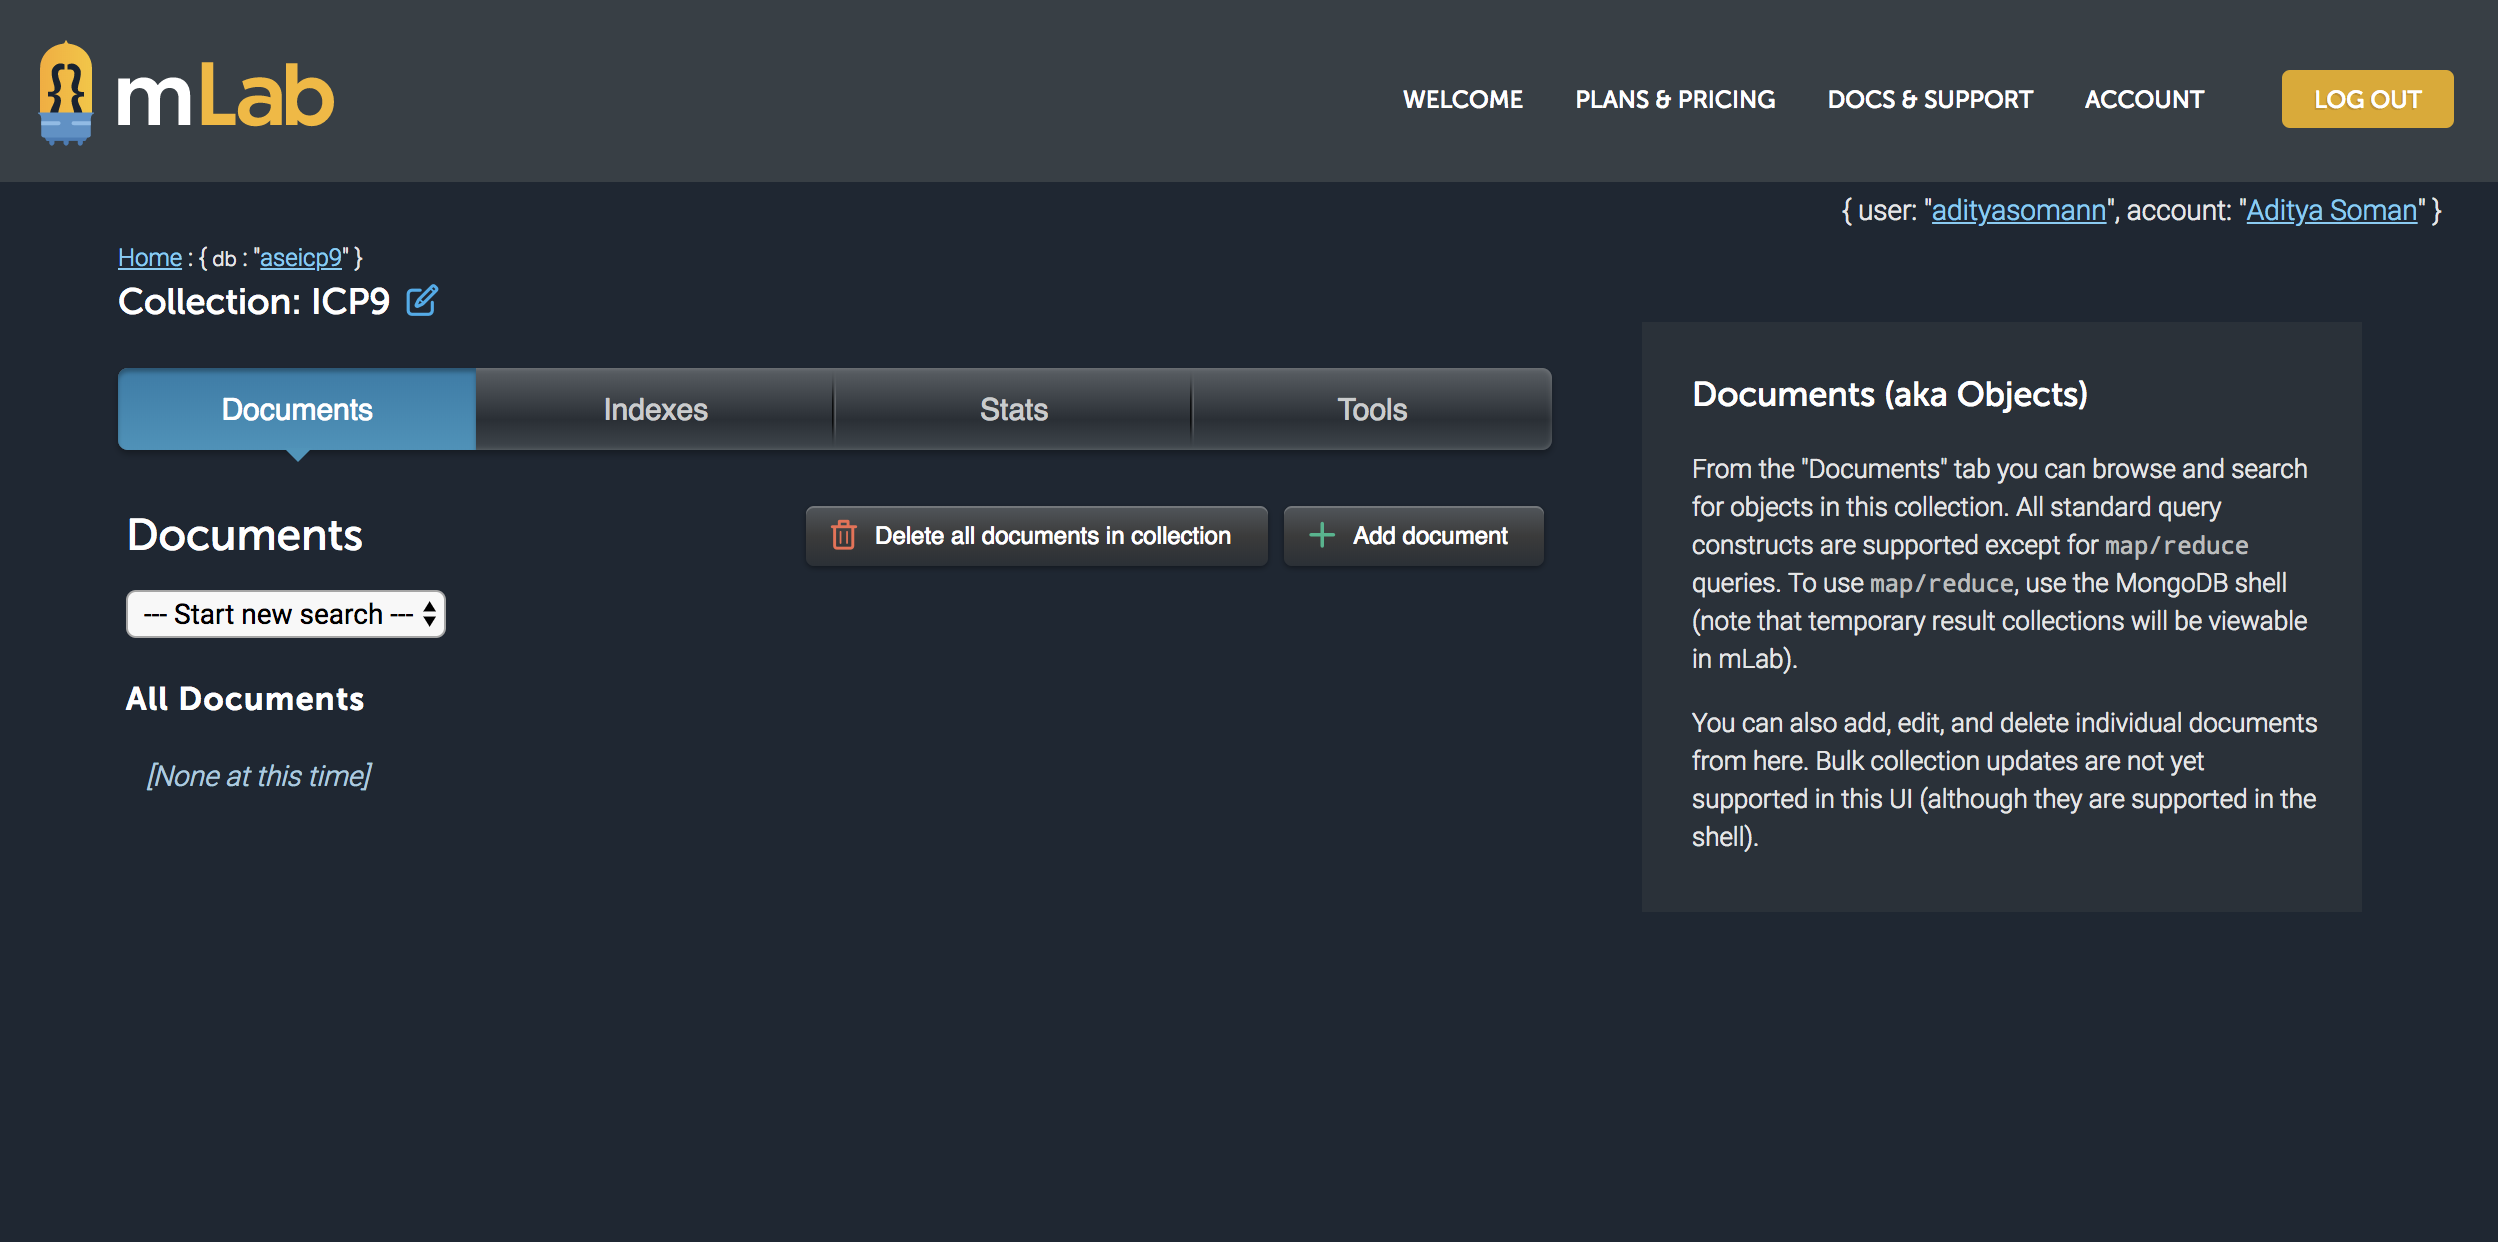 mLab
WELCOME PLANS & PRICING DOCS & SUPPORT ACCOUNT LOG OUT
{ user: "adityasomann", account: "Aditya Soman" }
Home : { db : "aseicp9" }
Collection: ICP9
Documents Indexes Stats Tools
Documents
Delete all documents in collection
Add document
--- Start new search ---
All Documents
[None at this time]
Documents (aka Objects)
From the "Documents" tab you can browse and search
for objects in this collection. All standard query
constructs are supported except for map/reduce
queries. To use map/reduce, use the MongoDB shell
(note that temporary result collections will be viewable
in mLab).
You can also add, edit, and delete individual documents
from here. Bulk collection updates are not yet
supported in this UI (although they are supported in the
shell).